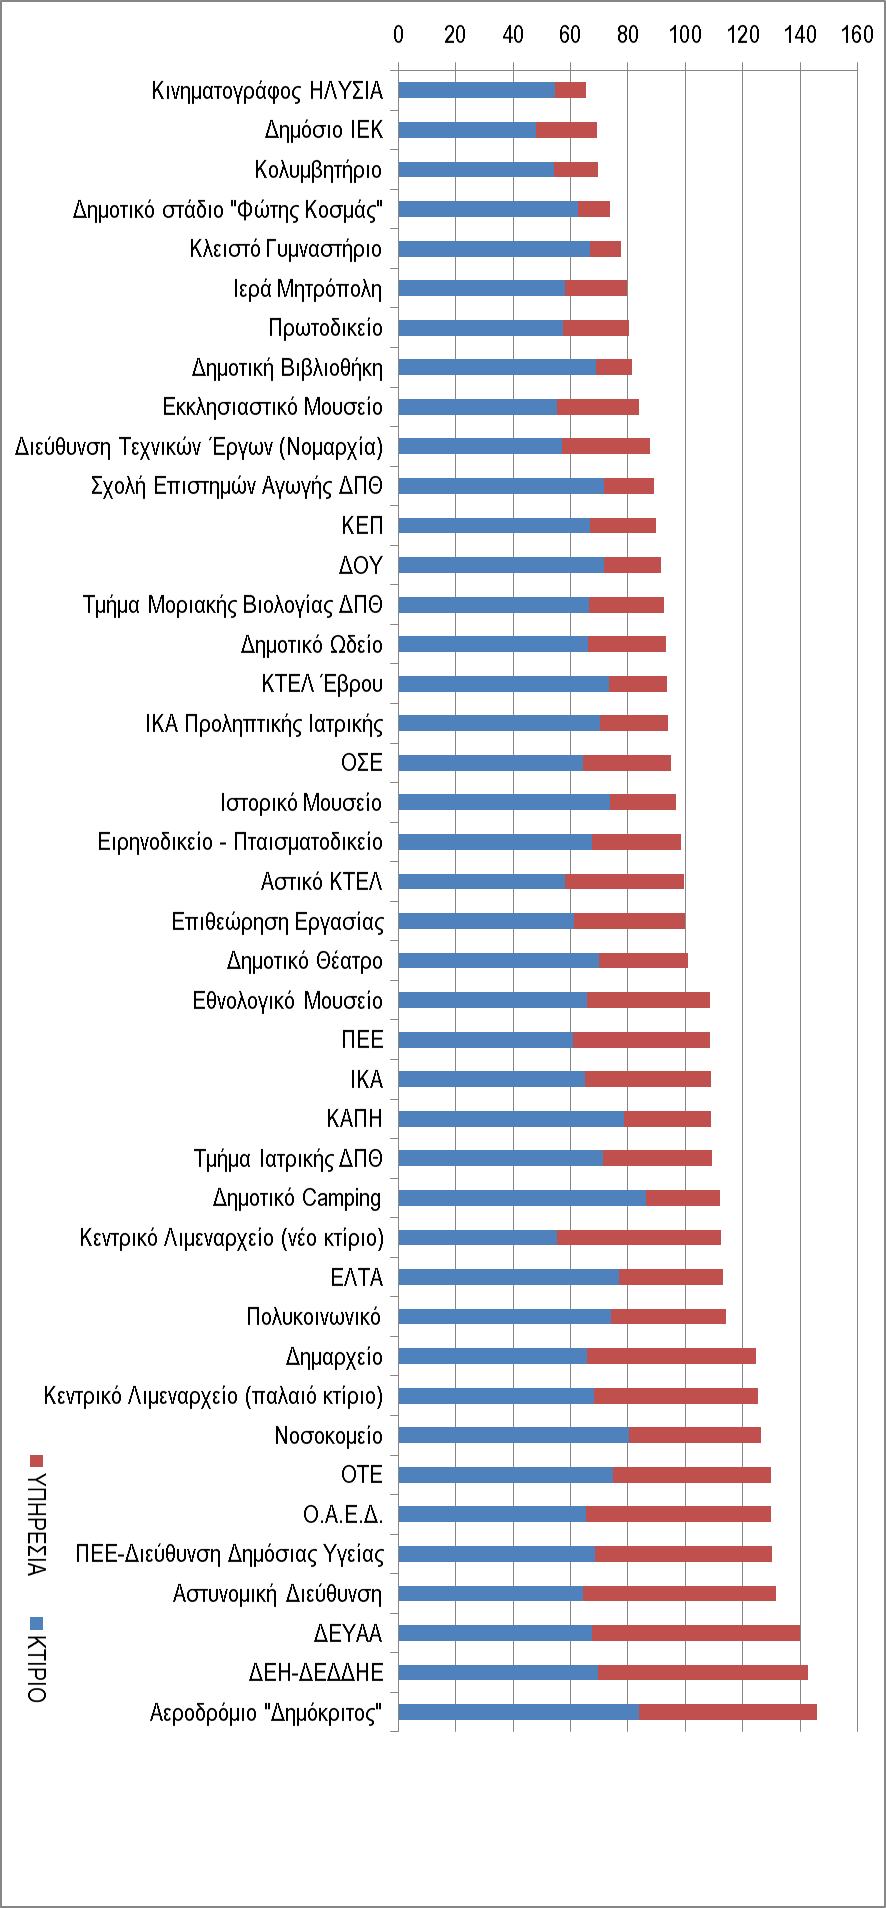 0 20 40 60 80 100 120 140 160
Κινηματογράφος ΗΛΥΣΙΑ
Δημόσιο ΙΕΚ
Κολυμβητήριο
Δημοτικό στάδιο "Φώτης Κοσμάς"
Κλειστό Γυμναστήριο
Ιερά Μητρόπολη
Πρωτοδικείο
Δημοτική Βιβλιοθήκη
Εκκλησιαστικό Μουσείο
Διεύθυνση Τεχνικών Έργων (Νομαρχία)
Σχολή Επιστημών Αγωγής ΔΠΘ
ΚΕΠ
ΔΟΥ
Τμήμα Μοριακής Βιολογίας ΔΠΘ
Δημοτικό Ωδείο
ΚΤΕΛ Έβρου
ΙΚΑ Προληπτικής Ιατρικής
ΟΣΕ
Ιστορικό Μουσείο
Ειρηνοδικείο - Πταισματοδικείο
Αστικό ΚΤΕΛ
Επιθεώρηση Εργασίας
Δημοτικό Θέατρο
Εθνολογικό Μουσείο
ΠΕΕ
ΙΚΑ
ΚΑΠΗ
Τμήμα Ιατρικής ΔΠΘ
Δημοτικό Camping
Κεντρικό Λιμεναρχείο (νέο κτίριο)
ΕΛΤΑ
Πολυκοινωνικό
Δημαρχείο
Κεντρικό Λιμεναρχείο (παλαιό κτίριο)
Νοσοκομείο
ΟΤΕ
Ο.Α.Ε.Δ.
ΠΕΕ-Διεύθυνση Δημόσιας Υγείας
Αστυνομική Διεύθυνση
ΔΕΥΑΑ
ΔΕΗ-ΔΕΔΔΗΕ
Αεροδρόμιο "Δημόκριτος"
ΥΠΗΡΕΣΙΑ
ΚΤΙΡΙΟ